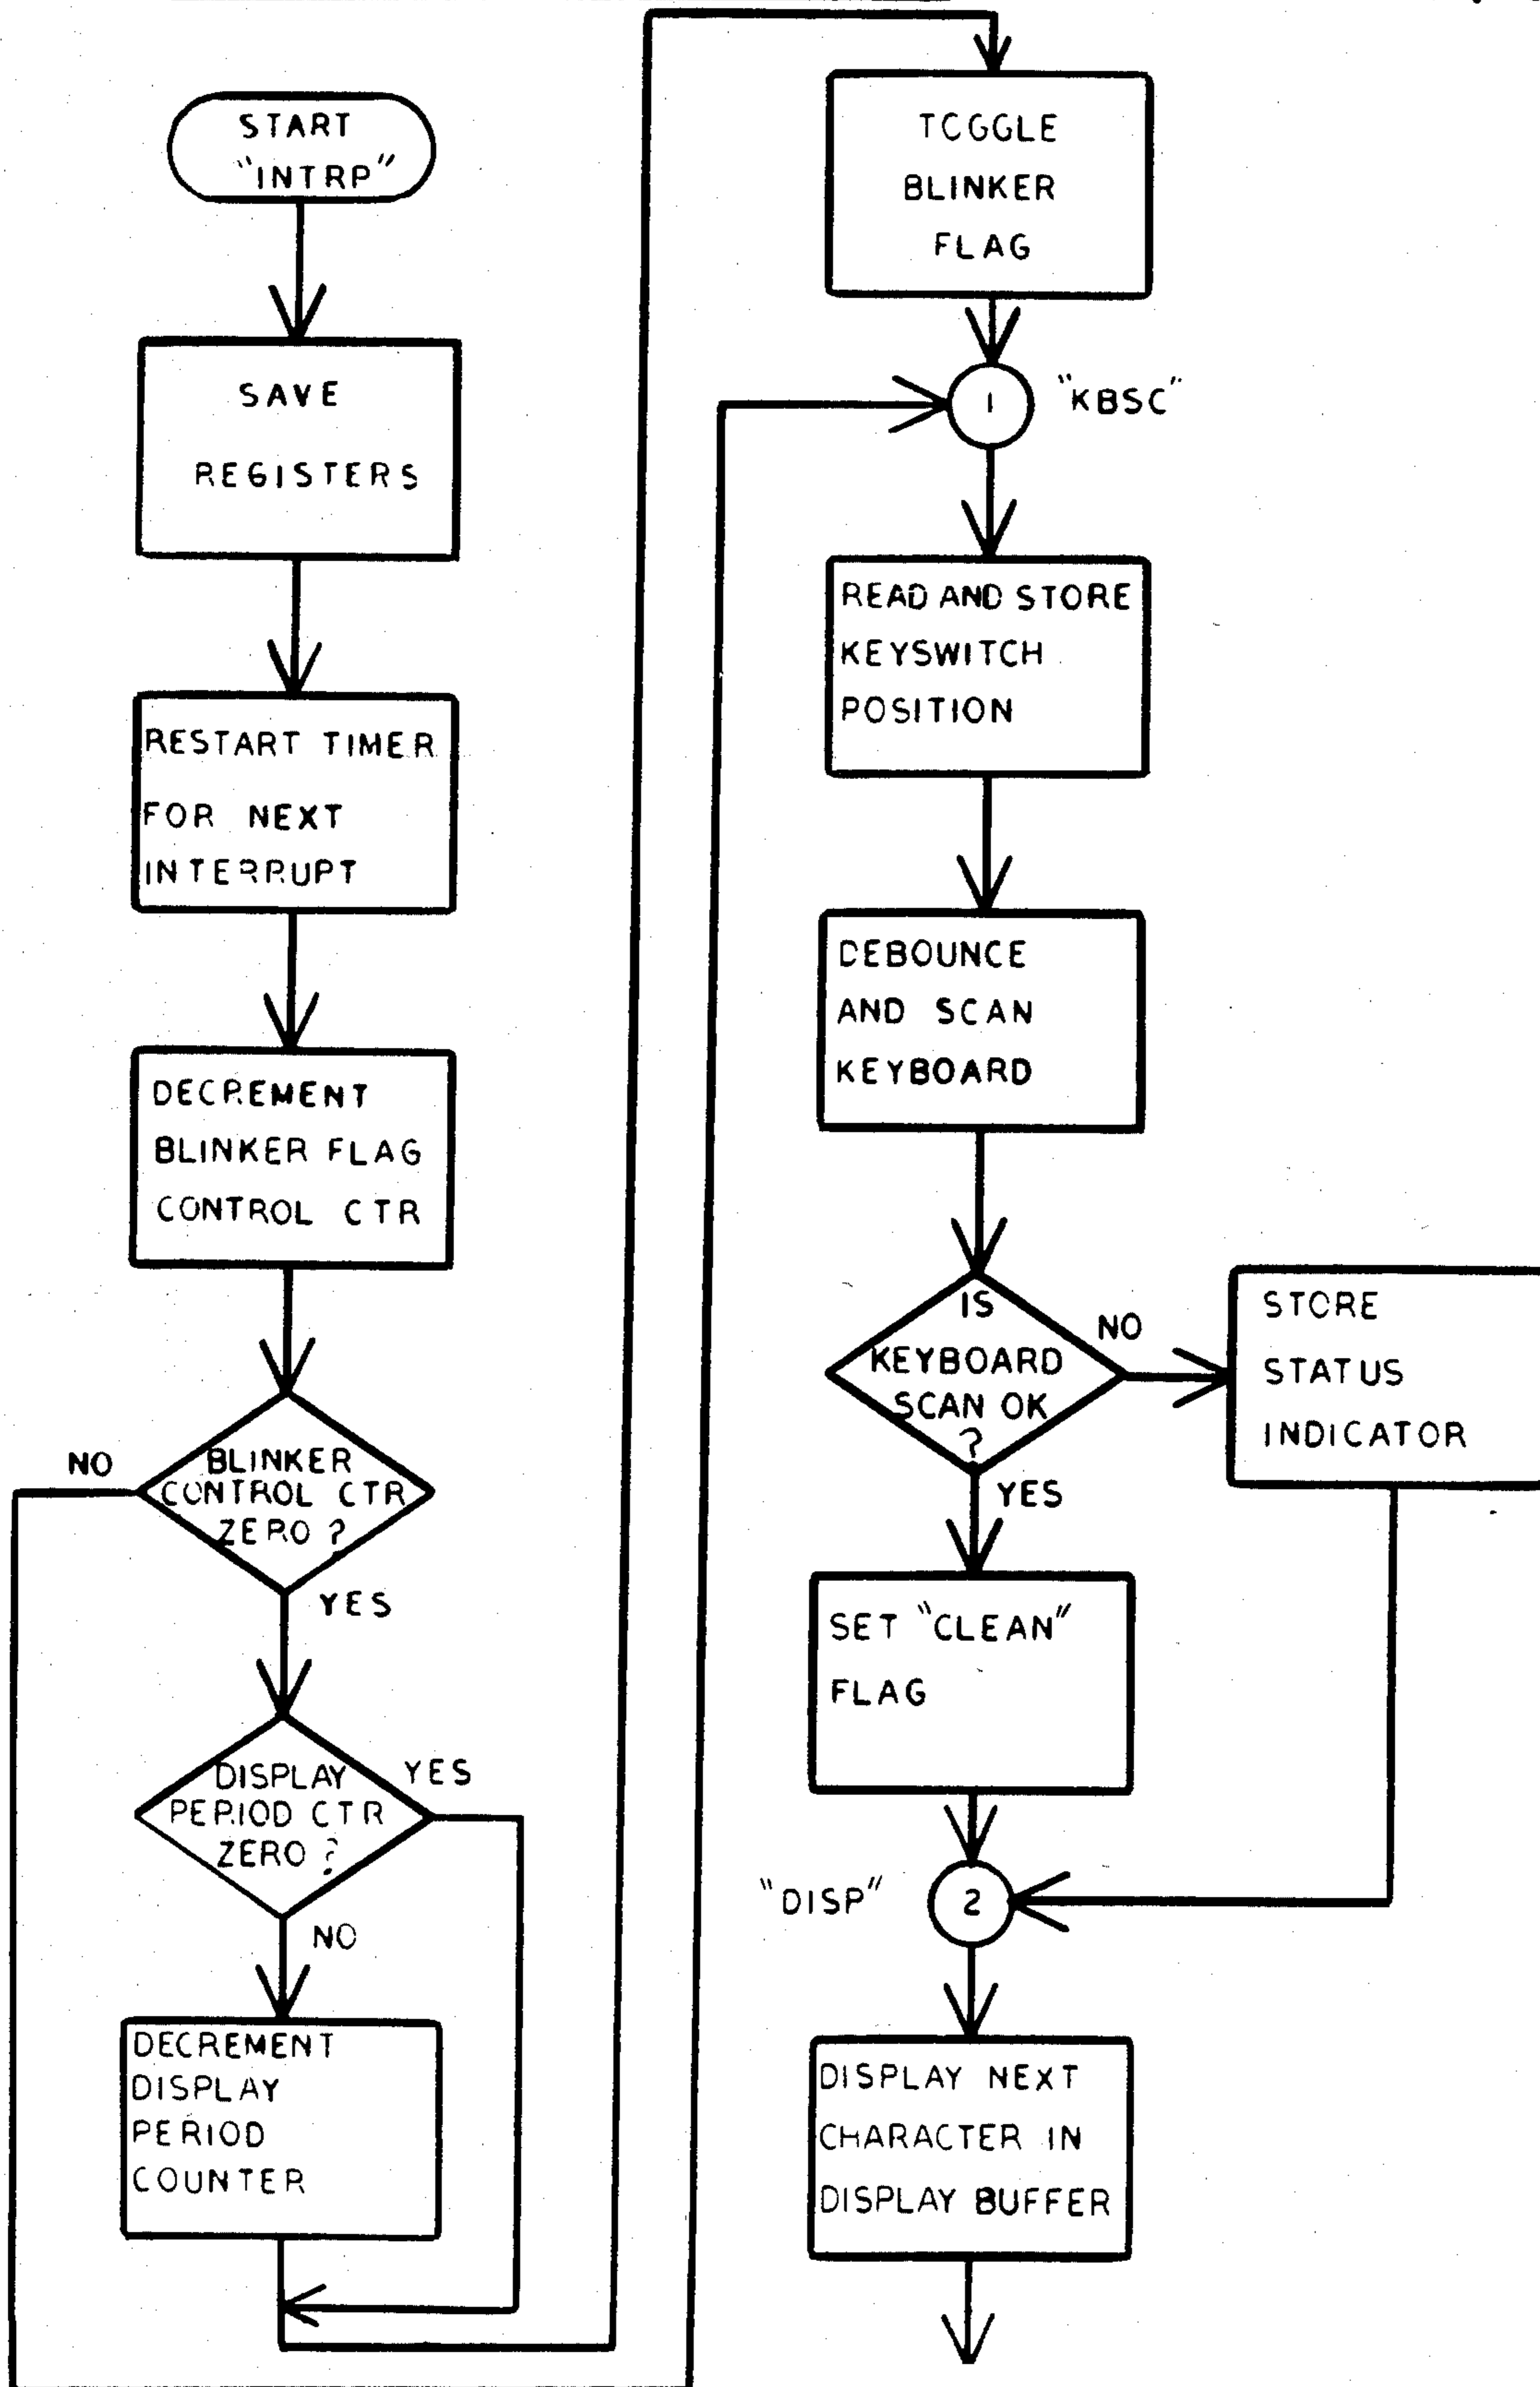 START
"INTRP"
SAVE
REGISTERS
RESTART TIMER
FOR NEXT
INTERRUPT
DECREMENT
BLINKER FLAG
CONTROL CTR
BLINKER
CONTROL CTR
ZERO ?
NO
YES
DISPLAY
PERIOD CTR
ZERO ?
YES
NO
DECREMENT
DISPLAY
PERIOD
COUNTER
TOGGLE
BLINKER
FLAG
1
"KBSC"
READ AND STORE
KEYSWITCH
POSITION
DEBOUNCE
AND SCAN
KEYBOARD
IS
KEYBOARD
SCAN OK
?
NO
STORE
STATUS
INDICATOR
YES
SET "CLEAN"
FLAG
"DISP"
2
DISPLAY NEXT
CHARACTER IN
DISPLAY BUFFER